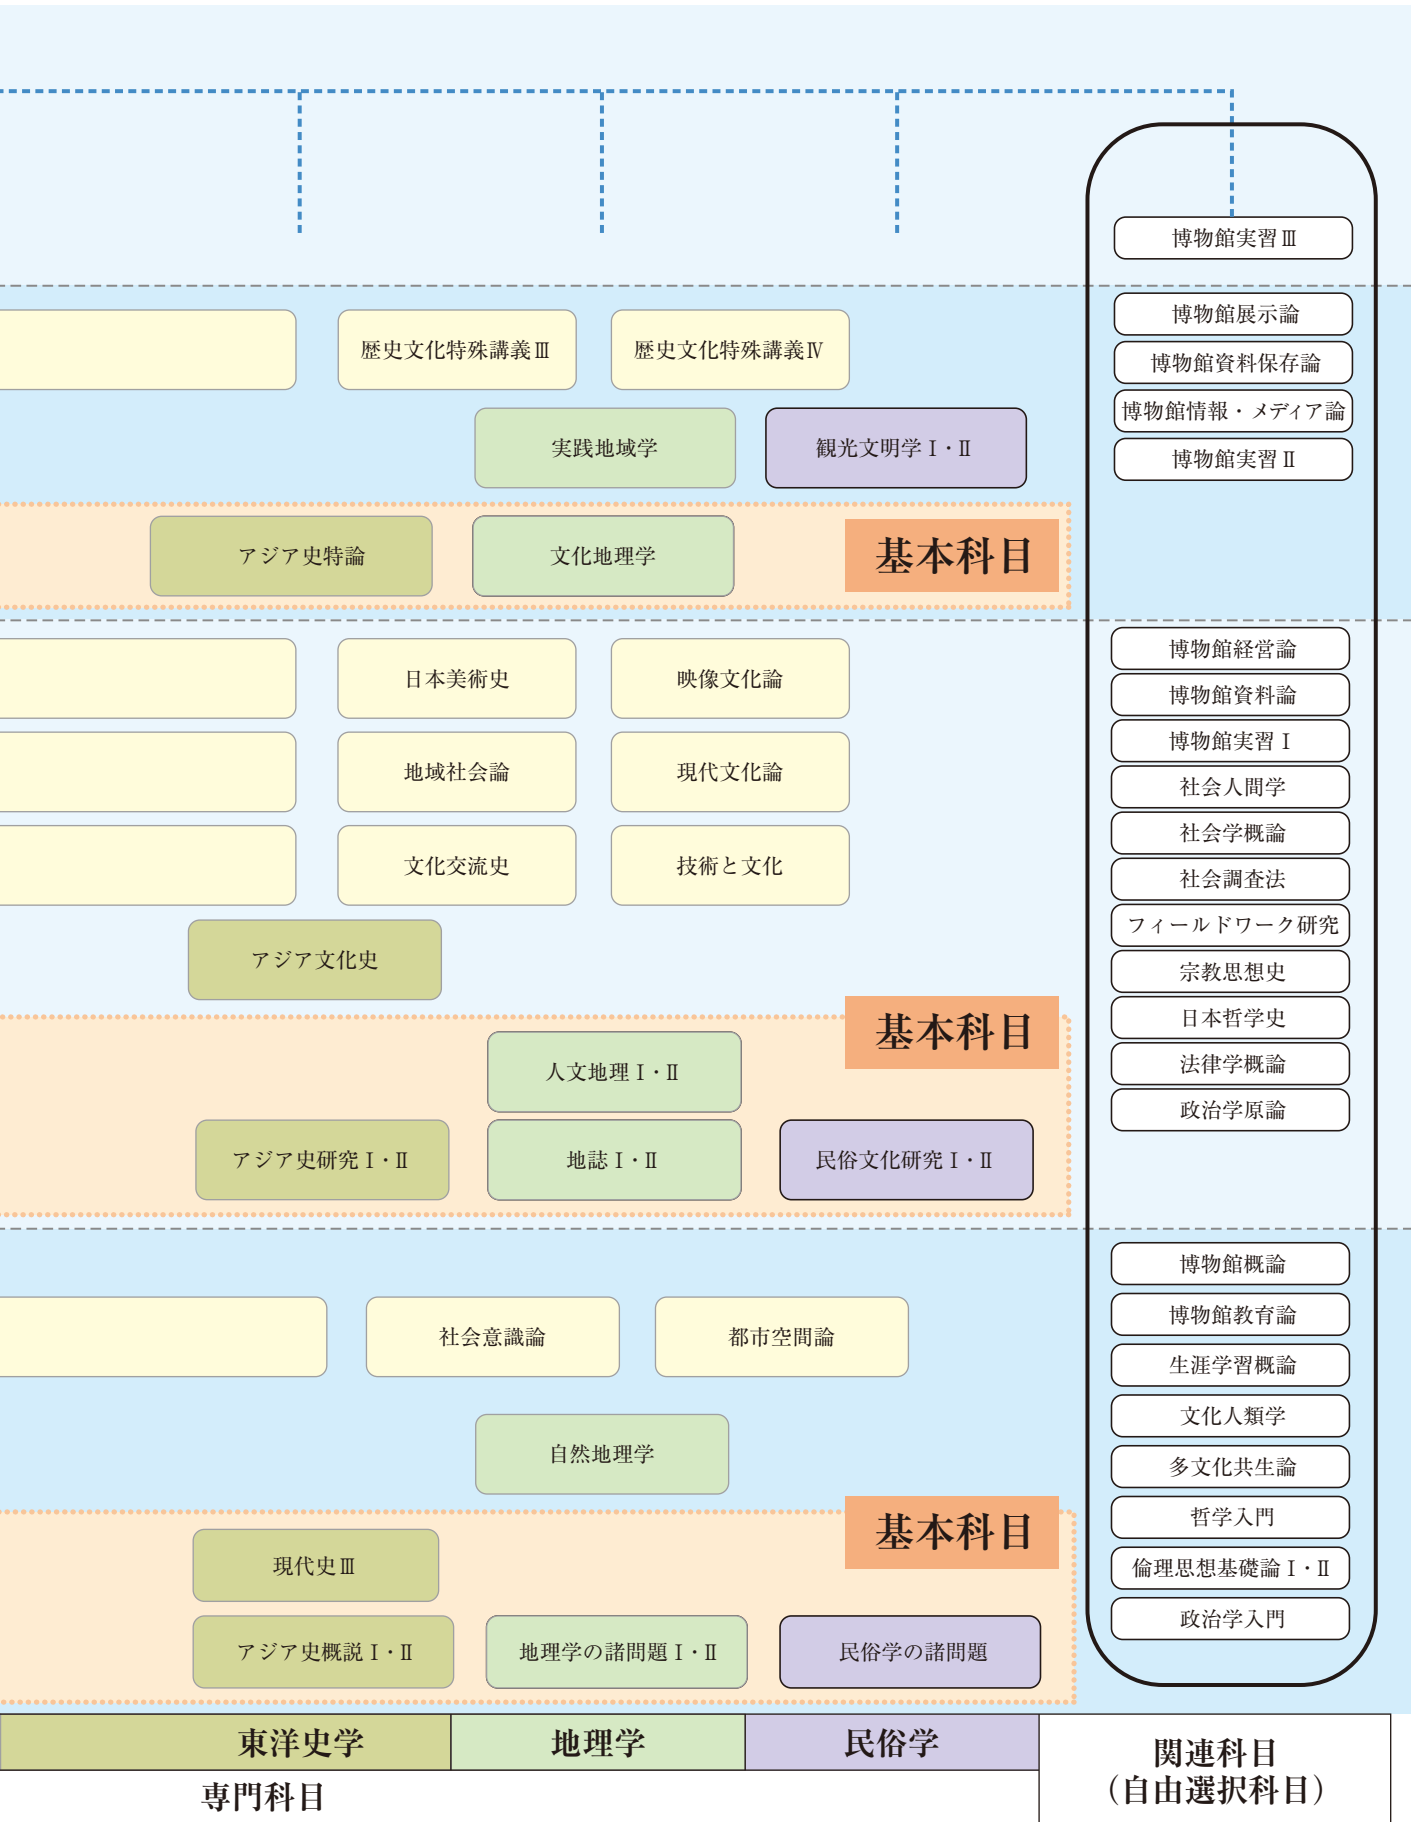 博物館実習Ⅲ
博物館展示論
歴史文化特殊講義Ⅲ
歴史文化特殊講義Ⅳ
博物館資料保存論
博物館情報・メディア論
実践地域学
観光文明学Ⅰ・Ⅱ
博物館実習Ⅱ
アジア史特論
文化地理学
基本科目
博物館経営論
日本美術史
映像文化論
博物館資料論
博物館実習Ⅰ
地域社会論
現代文化論
社会人間学
社会学概論
文化交流史
技術と文化
社会調査法
フィールドワーク研究
アジア文化史
宗教思想史
日本哲学史
基本科目
人文地理Ⅰ・Ⅱ
法律学概論
政治学原論
アジア史研究Ⅰ・Ⅱ
地誌Ⅰ・Ⅱ
民俗文化研究Ⅰ・Ⅱ
博物館概論
博物館教育論
社会意識論
都市空間論
生涯学習概論
文化人類学
自然地理学
多文化共生論
哲学入門
基本科目
現代史Ⅲ
倫理思想基礎論Ⅰ・Ⅱ
政治学入門
アジア史概説Ⅰ・Ⅱ
地理学の諸問題Ⅰ・Ⅱ
民俗学の諸問題
東洋史学
地理学
民俗学
専門科目
関連科目
（自由選択科目）